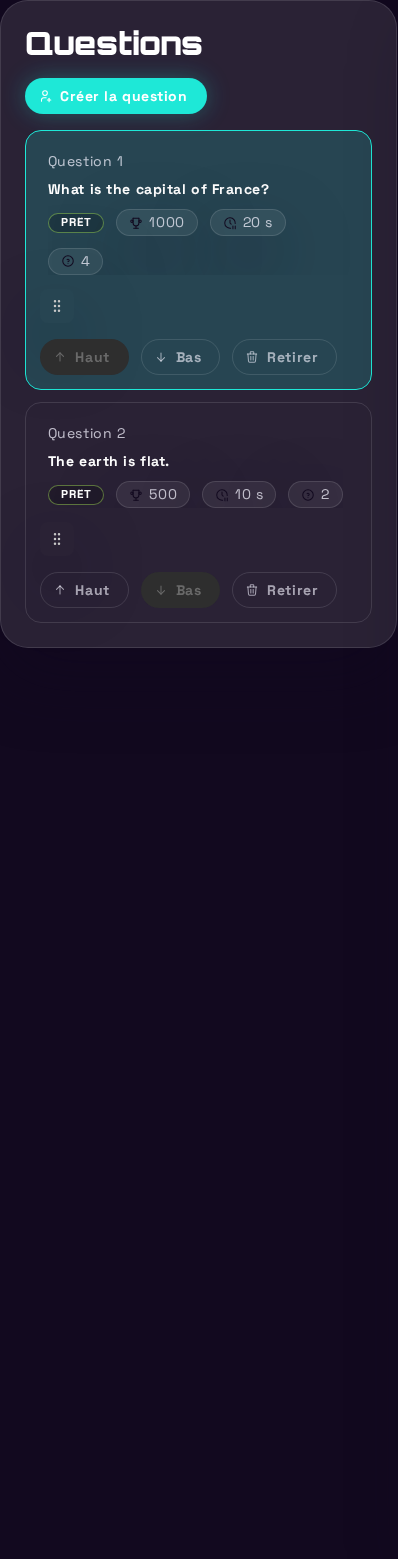 Questions
Créer la question
Question 1
What is the capital of France?
PRET 1000 20 s
4
Haut Bas Retirer
Question 2
The earth is flat.
PRET 500 10 s 2
Haut Bas Retirer